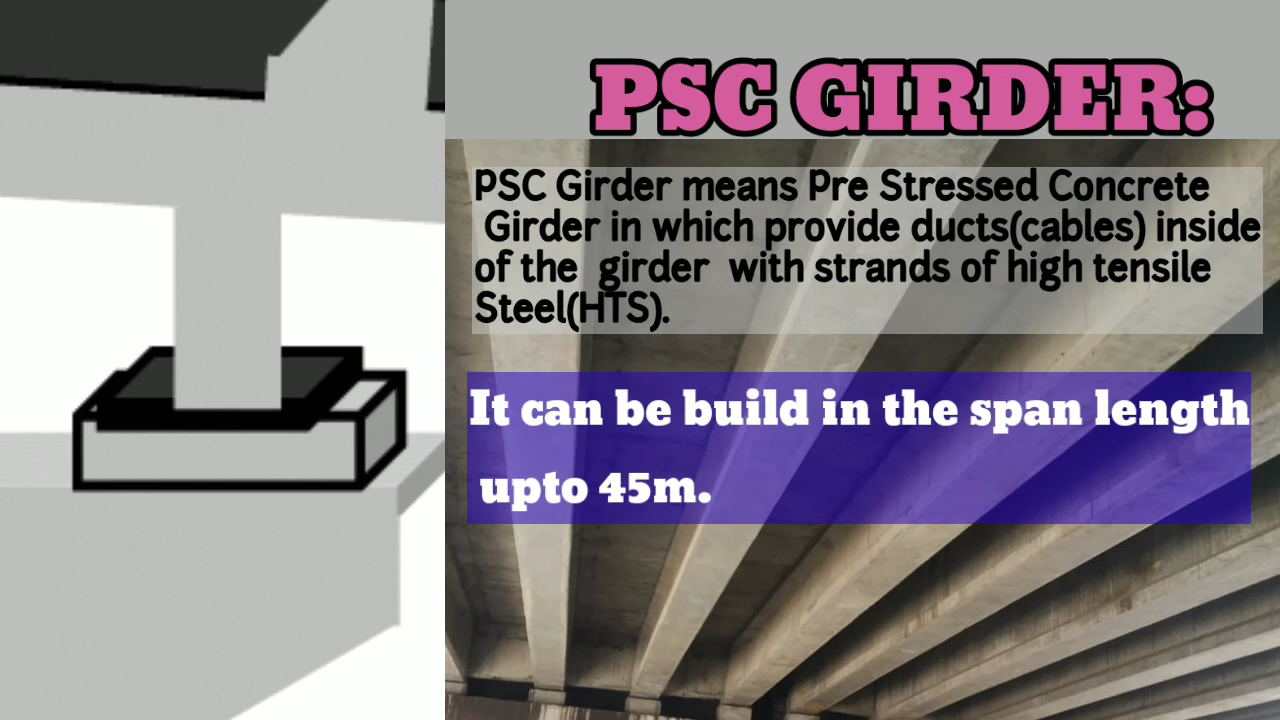 PSC GIRDER:
PSC Girder means Pre Stressed Concrete
Girder in which provide ducts(cables) inside
of the girder with strands of high tensile
Steel(HTS).
It can be build in the span length
upto 45m.